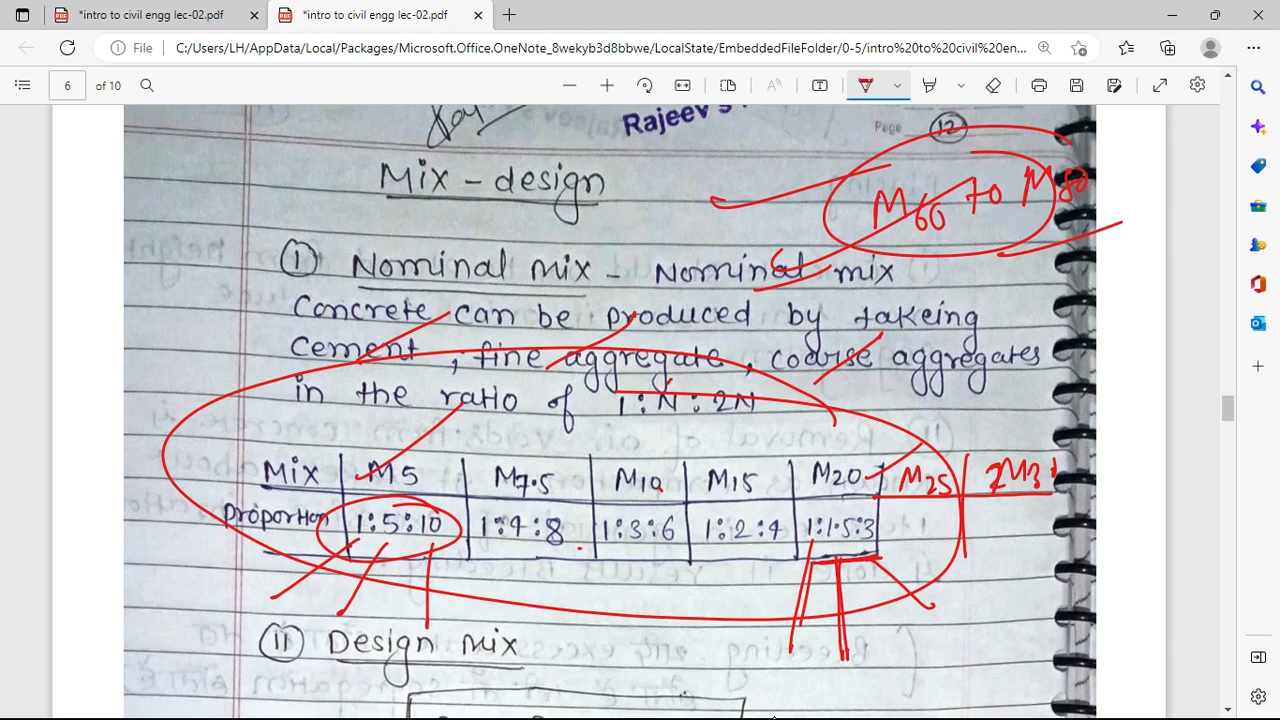 *intro to civil engg lec-02.pdf
*intro to civil engg lec-02.pdf
File
C:/Users/LH/AppData/Local/Packages/Microsoft.Office.OneNote_8wekyb3d8bbwe/LocalState/EmbeddedFileFolder/0-5/intro%20to%20civil%20en...
6 of 10
Rajeev's
Page 12
Mix - design
M60 to M80
(I) Nominal mix - Nominal mix
Concrete can be produced by takeing
cement, fine aggregate, coarse aggregates
in the ratio of 1:N:2N
Mix M5 M7.5 M10 M15 M20 M25
Proportion 1:5:10 1:4:8 1:3:6 1:2:4 1:1.5:3
(II) Design mix